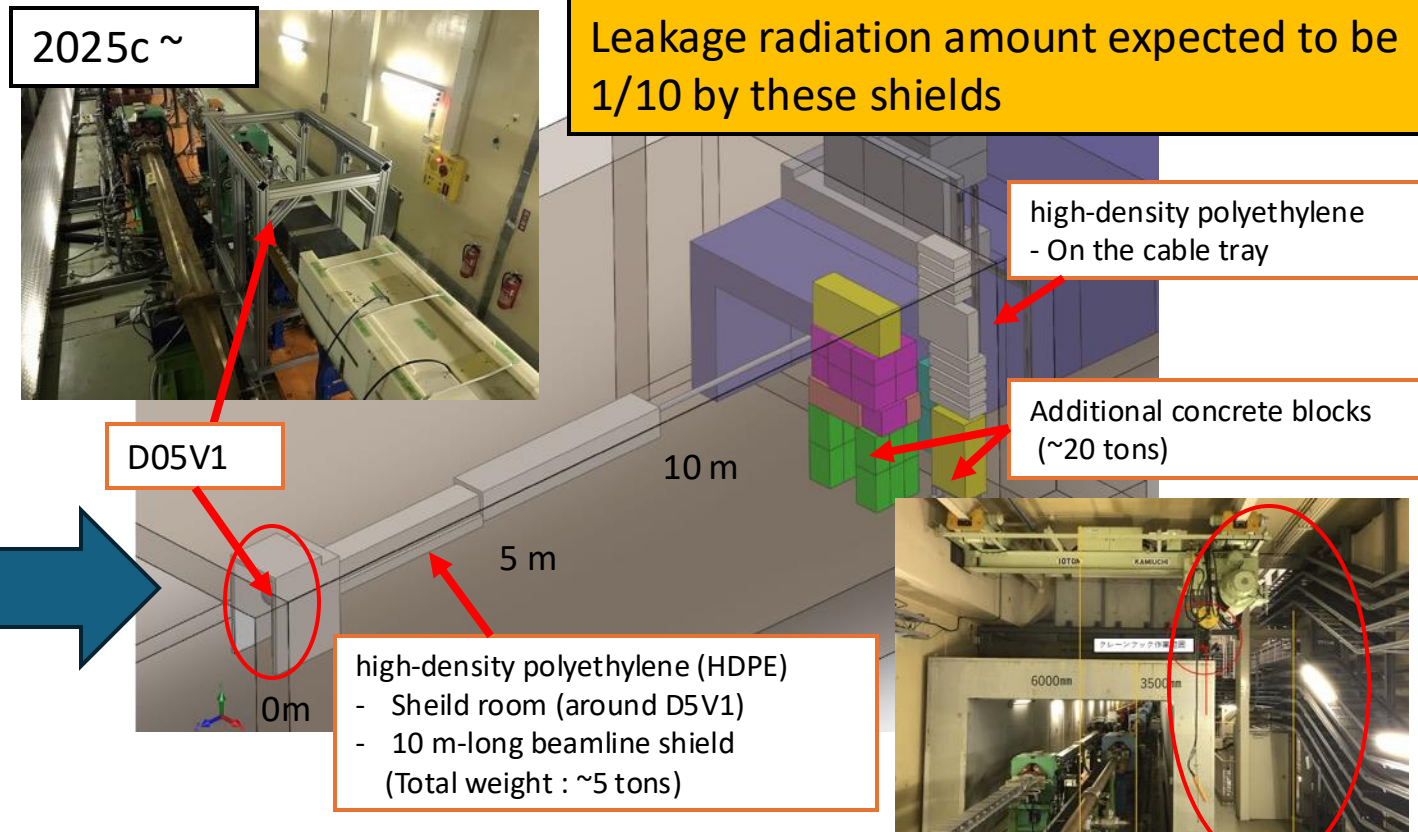 2025c ~
Leakage radiation amount expected to be
1/10 by these shields
high-density polyethylene
- On the cable tray
Additional concrete blocks
(~20 tons)
D05V1
10 m
5 m
0m
high-density polyethylene (HDPE)
- Sheild room (around D5V1)
- 10 m-long beamline shield
(Total weight : ~5 tons)
KAMIUCHI
6000mm
3500mm